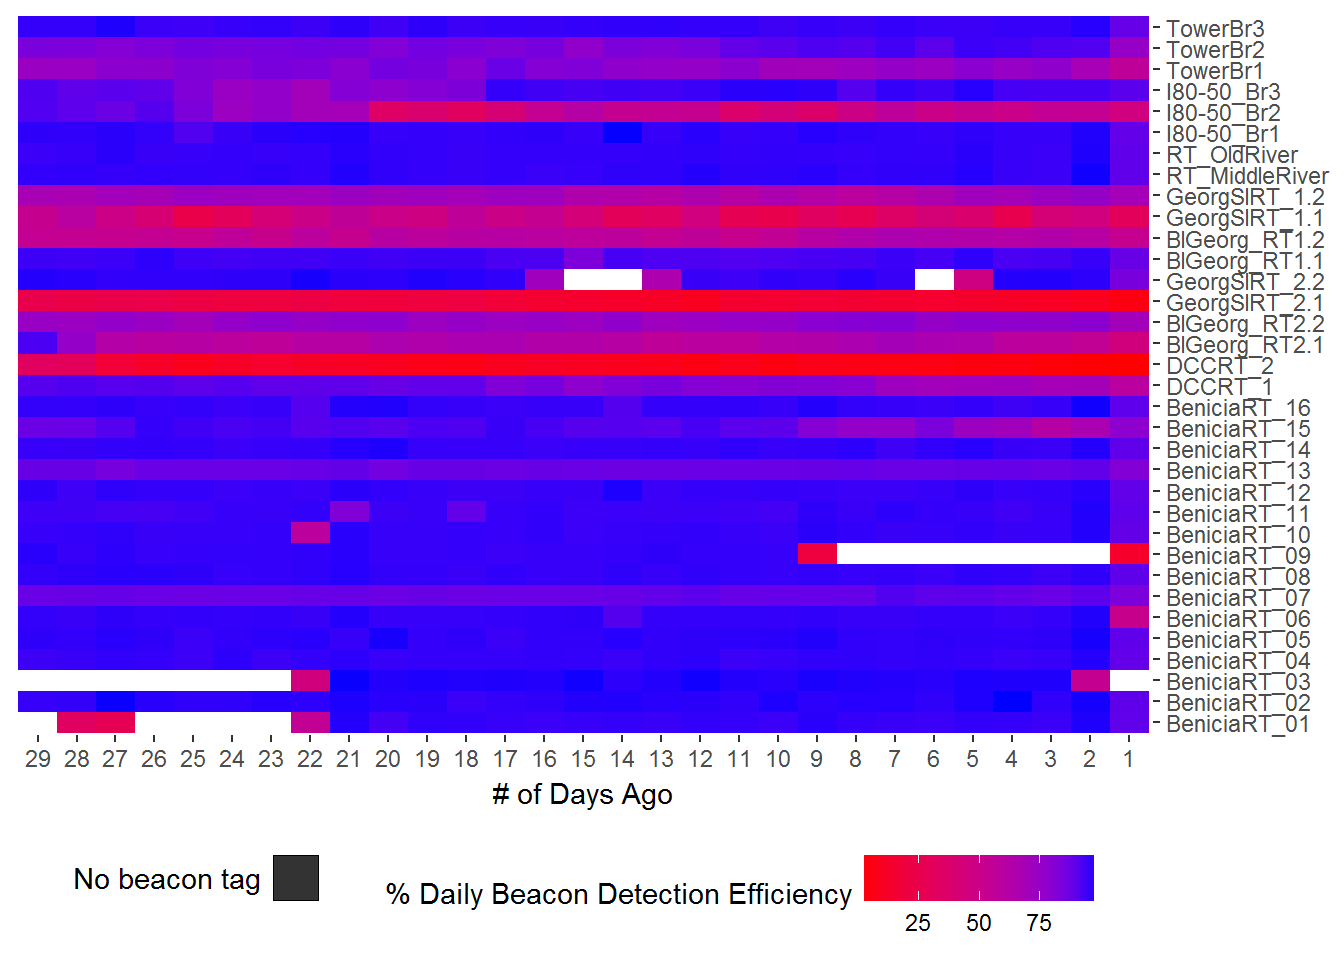 TowerBr3
TowerBr2
TowerBr1
I80-50_Br3
I80-50_Br2
I80-50_Br1
RT_OldRiver
RT_MiddleRiver
GeorgSlRT_1.2
GeorgSlRT_1.1
BlGeorg_RT1.2
BlGeorg_RT1.1
GeorgSlRT_2.2
GeorgSlRT_2.1
BlGeorg_RT2.2
BlGeorg_RT2.1
DCCRT_2
DCCRT_1
BeniciaRT_16
BeniciaRT_15
BeniciaRT_14
BeniciaRT_13
BeniciaRT_12
BeniciaRT_11
BeniciaRT_10
BeniciaRT_09
BeniciaRT_08
BeniciaRT_07
BeniciaRT_06
BeniciaRT_05
BeniciaRT_04
BeniciaRT_03
BeniciaRT_02
BeniciaRT_01
29 28 27 26 25 24 23 22 21 20 19 18 17 16 15 14 13 12 11 10 9 8 7 6 5 4 3 2 1
# of Days Ago
No beacon tag
% Daily Beacon Detection Efficiency
25 50 75